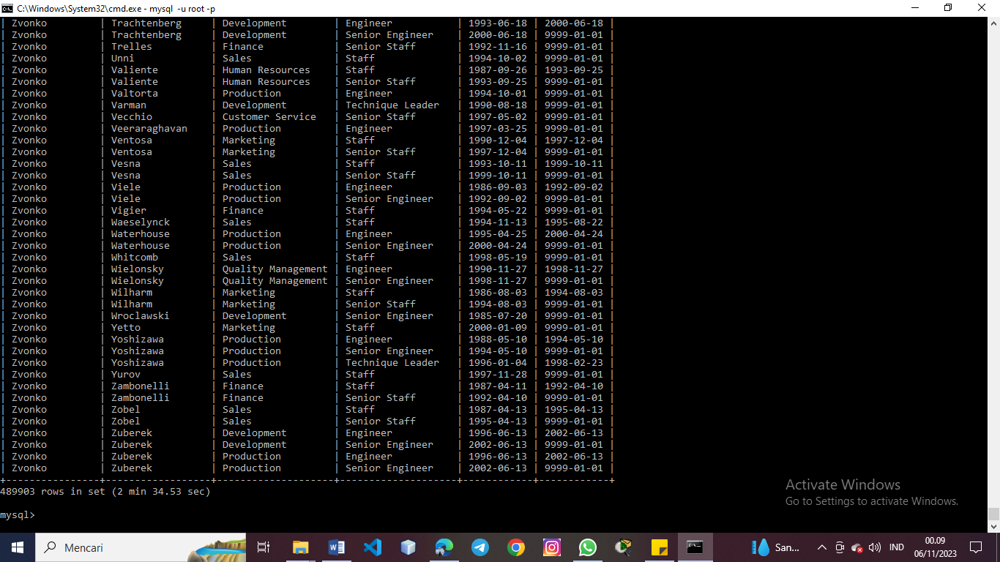 C:\Windows\System32\cmd.exe - mysql -u root -p
| Zvonko | Trachtenberg | Development | Engineer | 1993-06-18 | 2000-06-18 |
| Zvonko | Trachtenberg | Development | Senior Engineer | 2000-06-18 | 9999-01-01 |
| Zvonko | Trelles | Finance | Senior Staff | 1992-11-16 | 9999-01-01 |
| Zvonko | Unni | Sales | Staff | 1994-10-02 | 9999-01-01 |
| Zvonko | Valiente | Human Resources | Staff | 1987-09-26 | 1993-09-25 |
| Zvonko | Valiente | Human Resources | Senior Staff | 1993-09-25 | 9999-01-01 |
| Zvonko | Valtorta | Production | Engineer | 1994-10-01 | 9999-01-01 |
| Zvonko | Varman | Development | Technique Leader | 1990-08-18 | 9999-01-01 |
| Zvonko | Vecchio | Customer Service | Senior Staff | 1997-05-02 | 9999-01-01 |
| Zvonko | Veeraraghavan | Production | Engineer | 1997-03-25 | 9999-01-01 |
| Zvonko | Ventosa | Marketing | Staff | 1990-12-04 | 1997-12-04 |
| Zvonko | Ventosa | Marketing | Senior Staff | 1997-12-04 | 9999-01-01 |
| Zvonko | Vesna | Sales | Staff | 1993-10-11 | 1999-10-11 |
| Zvonko | Vesna | Sales | Senior Staff | 1999-10-11 | 9999-01-01 |
| Zvonko | Viele | Production | Engineer | 1986-09-03 | 1992-09-02 |
| Zvonko | Viele | Production | Senior Engineer | 1992-09-02 | 9999-01-01 |
| Zvonko | Vigier | Finance | Staff | 1994-05-22 | 9999-01-01 |
| Zvonko | Waeselynck | Sales | Staff | 1994-11-13 | 1995-08-22 |
| Zvonko | Waterhouse | Production | Engineer | 1995-04-25 | 2000-04-24 |
| Zvonko | Waterhouse | Production | Senior Engineer | 2000-04-24 | 9999-01-01 |
| Zvonko | Whitcomb | Sales | Staff | 1998-05-19 | 9999-01-01 |
| Zvonko | Wielonsky | Quality Management | Engineer | 1990-11-27 | 1998-11-27 |
| Zvonko | Wielonsky | Quality Management | Senior Engineer | 1998-11-27 | 9999-01-01 |
| Zvonko | Wilharm | Marketing | Staff | 1986-08-03 | 1994-08-03 |
| Zvonko | Wilharm | Marketing | Senior Staff | 1994-08-03 | 9999-01-01 |
| Zvonko | Wroclawski | Development | Senior Engineer | 1985-07-20 | 9999-01-01 |
| Zvonko | Yetto | Marketing | Staff | 2000-01-09 | 9999-01-01 |
| Zvonko | Yoshizawa | Production | Engineer | 1988-05-10 | 1994-05-10 |
| Zvonko | Yoshizawa | Production | Senior Engineer | 1994-05-10 | 9999-01-01 |
| Zvonko | Yoshizawa | Production | Technique Leader | 1996-01-04 | 1998-02-23 |
| Zvonko | Yurov | Sales | Staff | 1997-11-28 | 9999-01-01 |
| Zvonko | Zambonelli | Finance | Staff | 1987-04-11 | 1992-04-10 |
| Zvonko | Zambonelli | Finance | Senior Staff | 1992-04-10 | 9999-01-01 |
| Zvonko | Zobel | Sales | Staff | 1987-04-13 | 1995-04-13 |
| Zvonko | Zobel | Sales | Senior Staff | 1995-04-13 | 9999-01-01 |
| Zvonko | Zuberek | Development | Engineer | 1996-06-13 | 2002-06-13 |
| Zvonko | Zuberek | Development | Senior Engineer | 2002-06-13 | 9999-01-01 |
| Zvonko | Zuberek | Production | Engineer | 1996-06-13 | 2002-06-13 |
| Zvonko | Zuberek | Production | Senior Engineer | 2002-06-13 | 9999-01-01 |
+----------------+------------------+--------------------+--------------------+------------+------------+
489903 rows in set (2 min 34.53 sec)
mysql>
Activate Windows
Go to Settings to activate Windows.
Mencari
San...
IND
00.09
06/11/2023